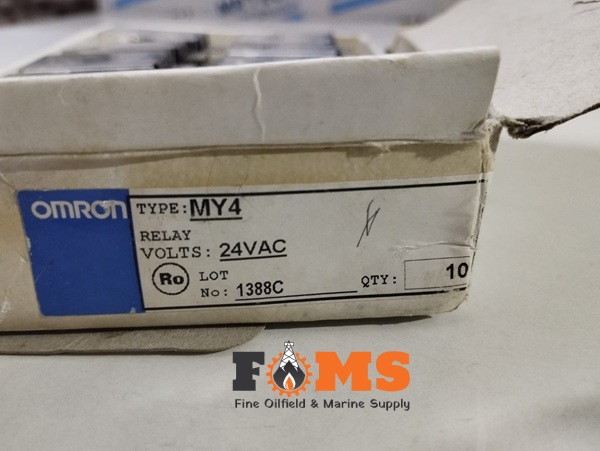 OMRON
TYPE: MY4
RELAY
VOLTS: 24VAC
Ro
LOT
No: 1388C
QTY: 10
FOMS
Fine Oilfield & Marine Supply